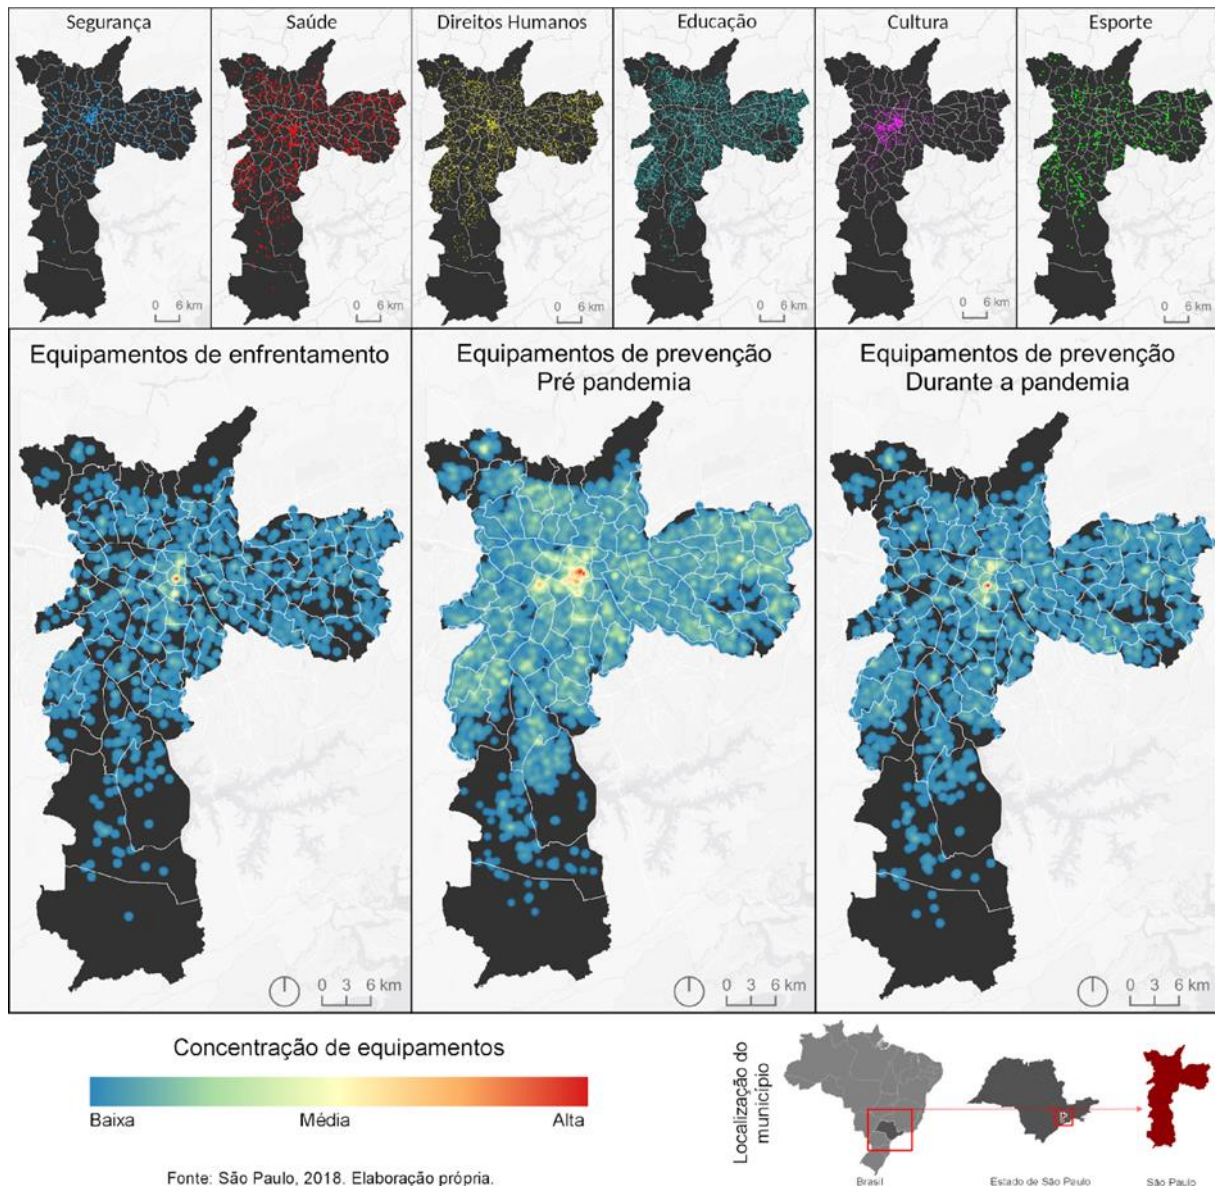 Segurança
Saúde
Direitos Humanos
Educação
Cultura
Esporte
0 6 km
0 6 km
0 6 km
0 6 km
0 6 km
0 6 km
Equipamentos de enfrentamento
Equipamentos de prevenção
Pré pandemia
Equipamentos de prevenção
Durante a pandemia
0 3 6 km
0 3 6 km
0 3 6 km
Concentração de equipamentos
Baixa
Média
Alta
Fonte: São Paulo, 2018. Elaboração própria.
Localização do
município
Brasil
Estado de São Paulo
São Paulo